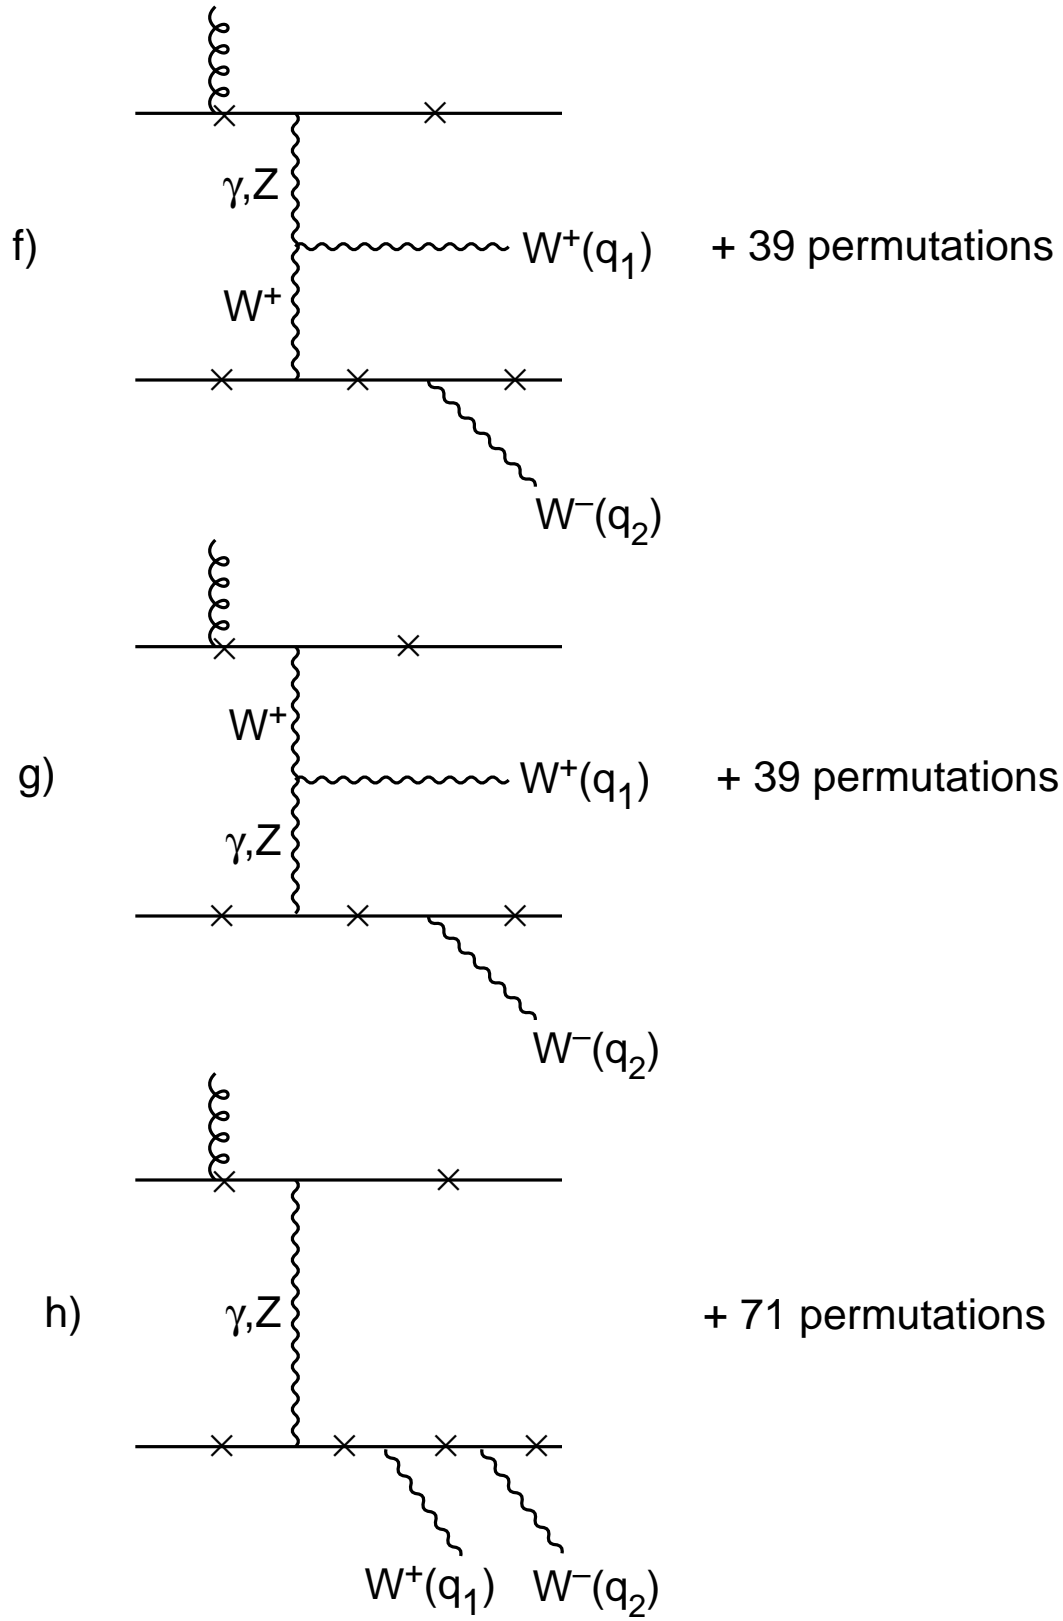 γ,Z
f) W⁺(q₁) + 39 permutations
W⁺
W⁻(q₂)
W⁺
g) W⁺(q₁) + 39 permutations
γ,Z
W⁻(q₂)
h) γ,Z + 71 permutations
W⁺(q₁) W⁻(q₂)